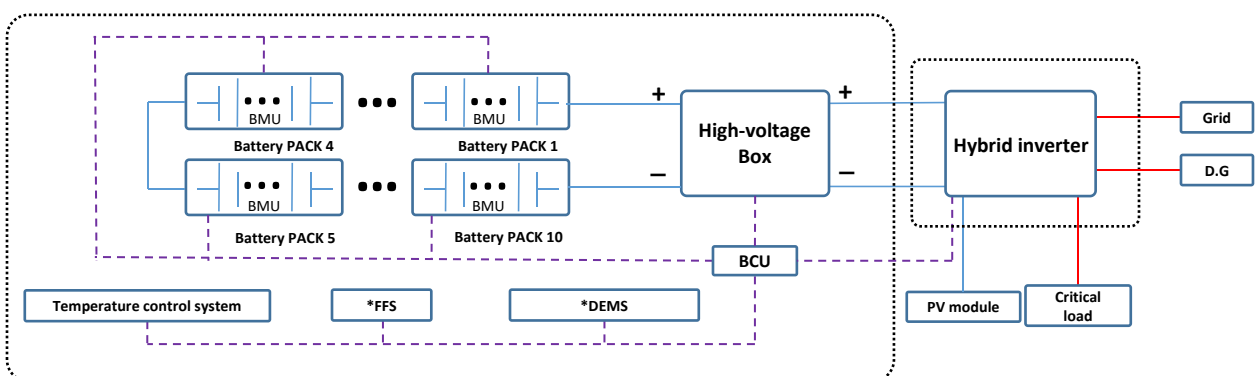 BMU
BMU
Battery PACK 4
Battery PACK 1
BMU
BMU
Battery PACK 5
Battery PACK 10
+
−
High-voltage
Box
+
−
Hybrid inverter
Grid
D.G
BCU
Temperature control system
*FFS
*DEMS
PV module
Critical
load